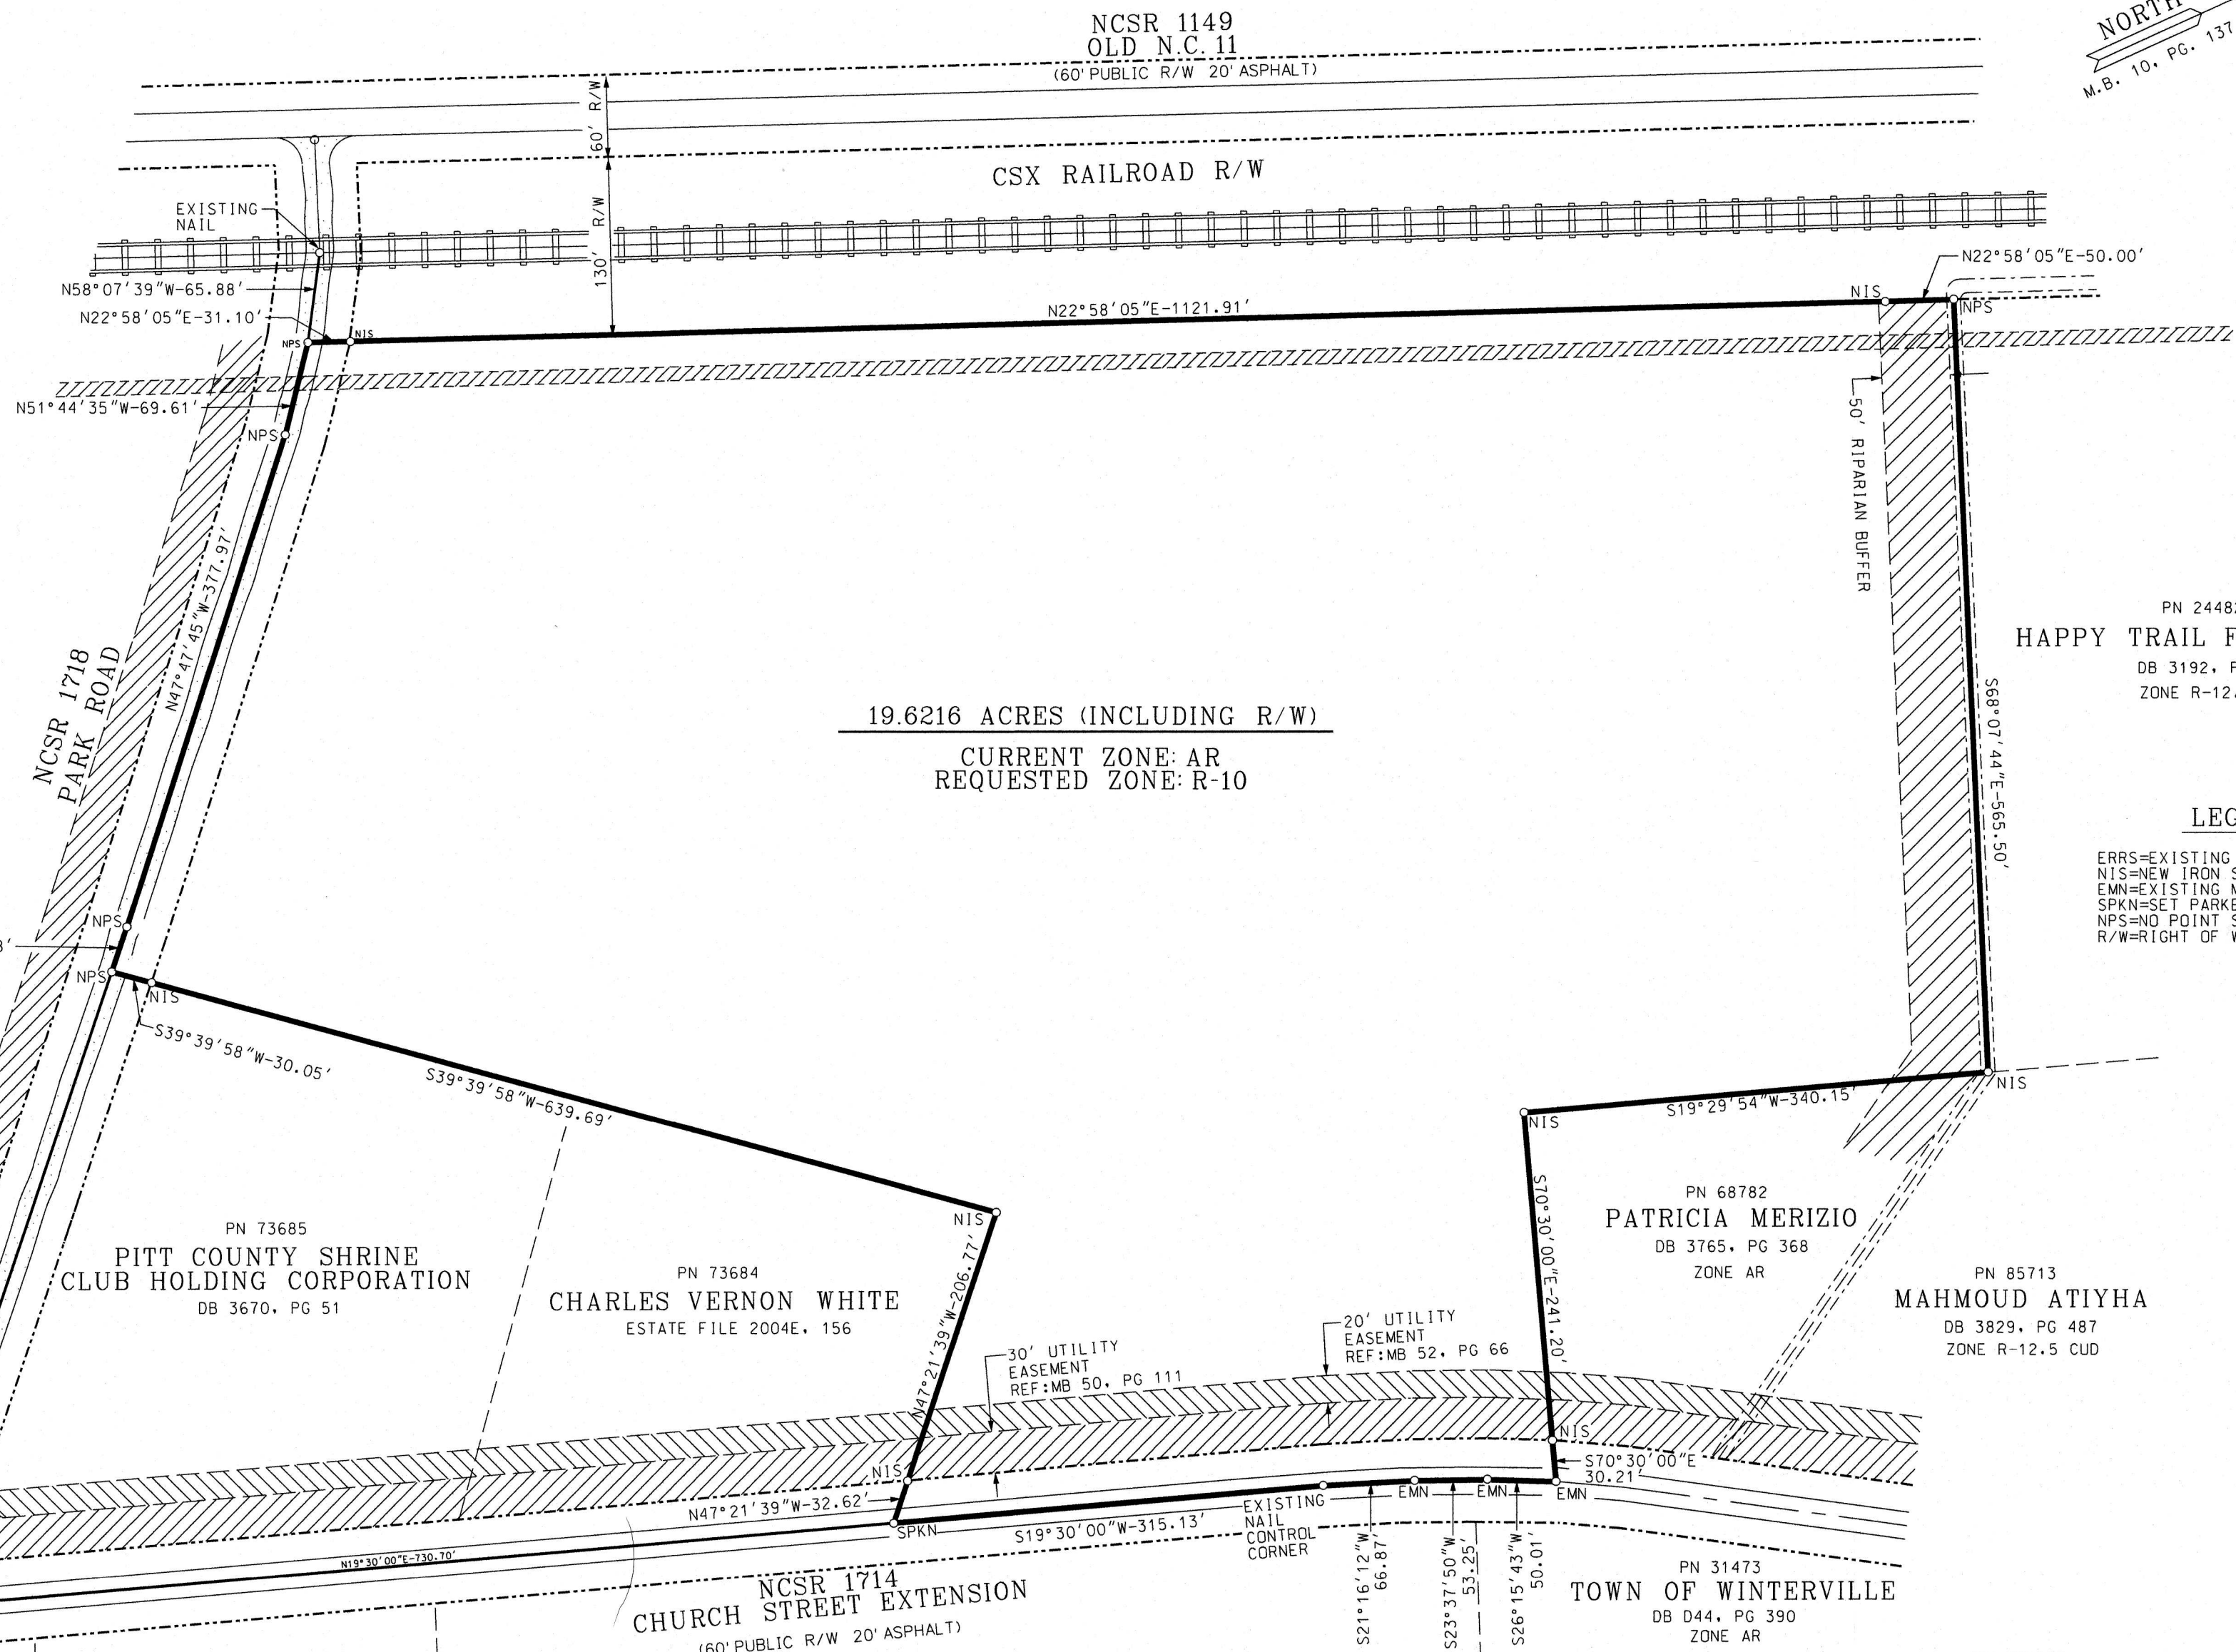 NCSR 1149
OLD N.C. 11
(60' PUBLIC R/W 20' ASPHALT)
NORTH
M.B. 10, PG. 137
60' R/W
CSX RAILROAD R/W
130' R/W
EXISTING
NAIL
N58°07'39"W-65.88'
N22°58'05"E-31.10'
NPS
NIS
N22°58'05"E-1121.91'
NIS
N22°58'05"E-50.00'
NPS
N51°44'35"W-69.61'
NPS
50' RIPARIAN BUFFER
N47°47'45"W-377.97'
NCSR 1718
PARK ROAD
PN 2448
HAPPY TRAIL
DB 3192,
ZONE R-12.
S68°07'44"E-565.50'
19.6216 ACRES (INCLUDING R/W)
CURRENT ZONE: AR
REQUESTED ZONE: R-10
ERRS=EXISTING
NIS=NEW IRON
EMN=EXISTING
SPKN=SET
NPS=NO POINT
R/W=RIGHT OF
NPS
NPS
NIS
S39°39'58"W-30.05'
S39°39'58"W-639.69'
NIS
S19°29'54"W-340.15'
NIS
NIS
S70°30'00"E-241.20'
PN 68782
PATRICIA MERIZIO
DB 3765, PG 368
ZONE AR
PN 73685
PITT COUNTY SHRINE
CLUB HOLDING CORPORATION
DB 3670, PG 51
PN 73684
CHARLES VERNON WHITE
ESTATE FILE 2004E, 156
N47°21'39"W-206.77'
PN 85713
MAHMOUD ATIYHA
DB 3829, PG 487
ZONE R-12.5 CUD
30' UTILITY
EASEMENT
REF:MB 50, PG 111
20' UTILITY
EASEMENT
REF:MB 52, PG 66
NIS
NIS
S70°30'00"E
30.21'
N47°21'39"W-32.62'
SPKN
S19°30'00"W-315.13'
EXISTING
NAIL
CONTROL
CORNER
EMN
EMN
EMN
S21°16'12"W
66.87'
S23°37'50"W
53.25'
S26°15'43"W
50.01'
N19°30'00"E-730.70'
NCSR 1714
CHURCH STREET EXTENSION
(60' PUBLIC R/W 20' ASPHALT)
PN 31473
TOWN OF WINTERVILLE
DB D44, PG 390
ZONE AR